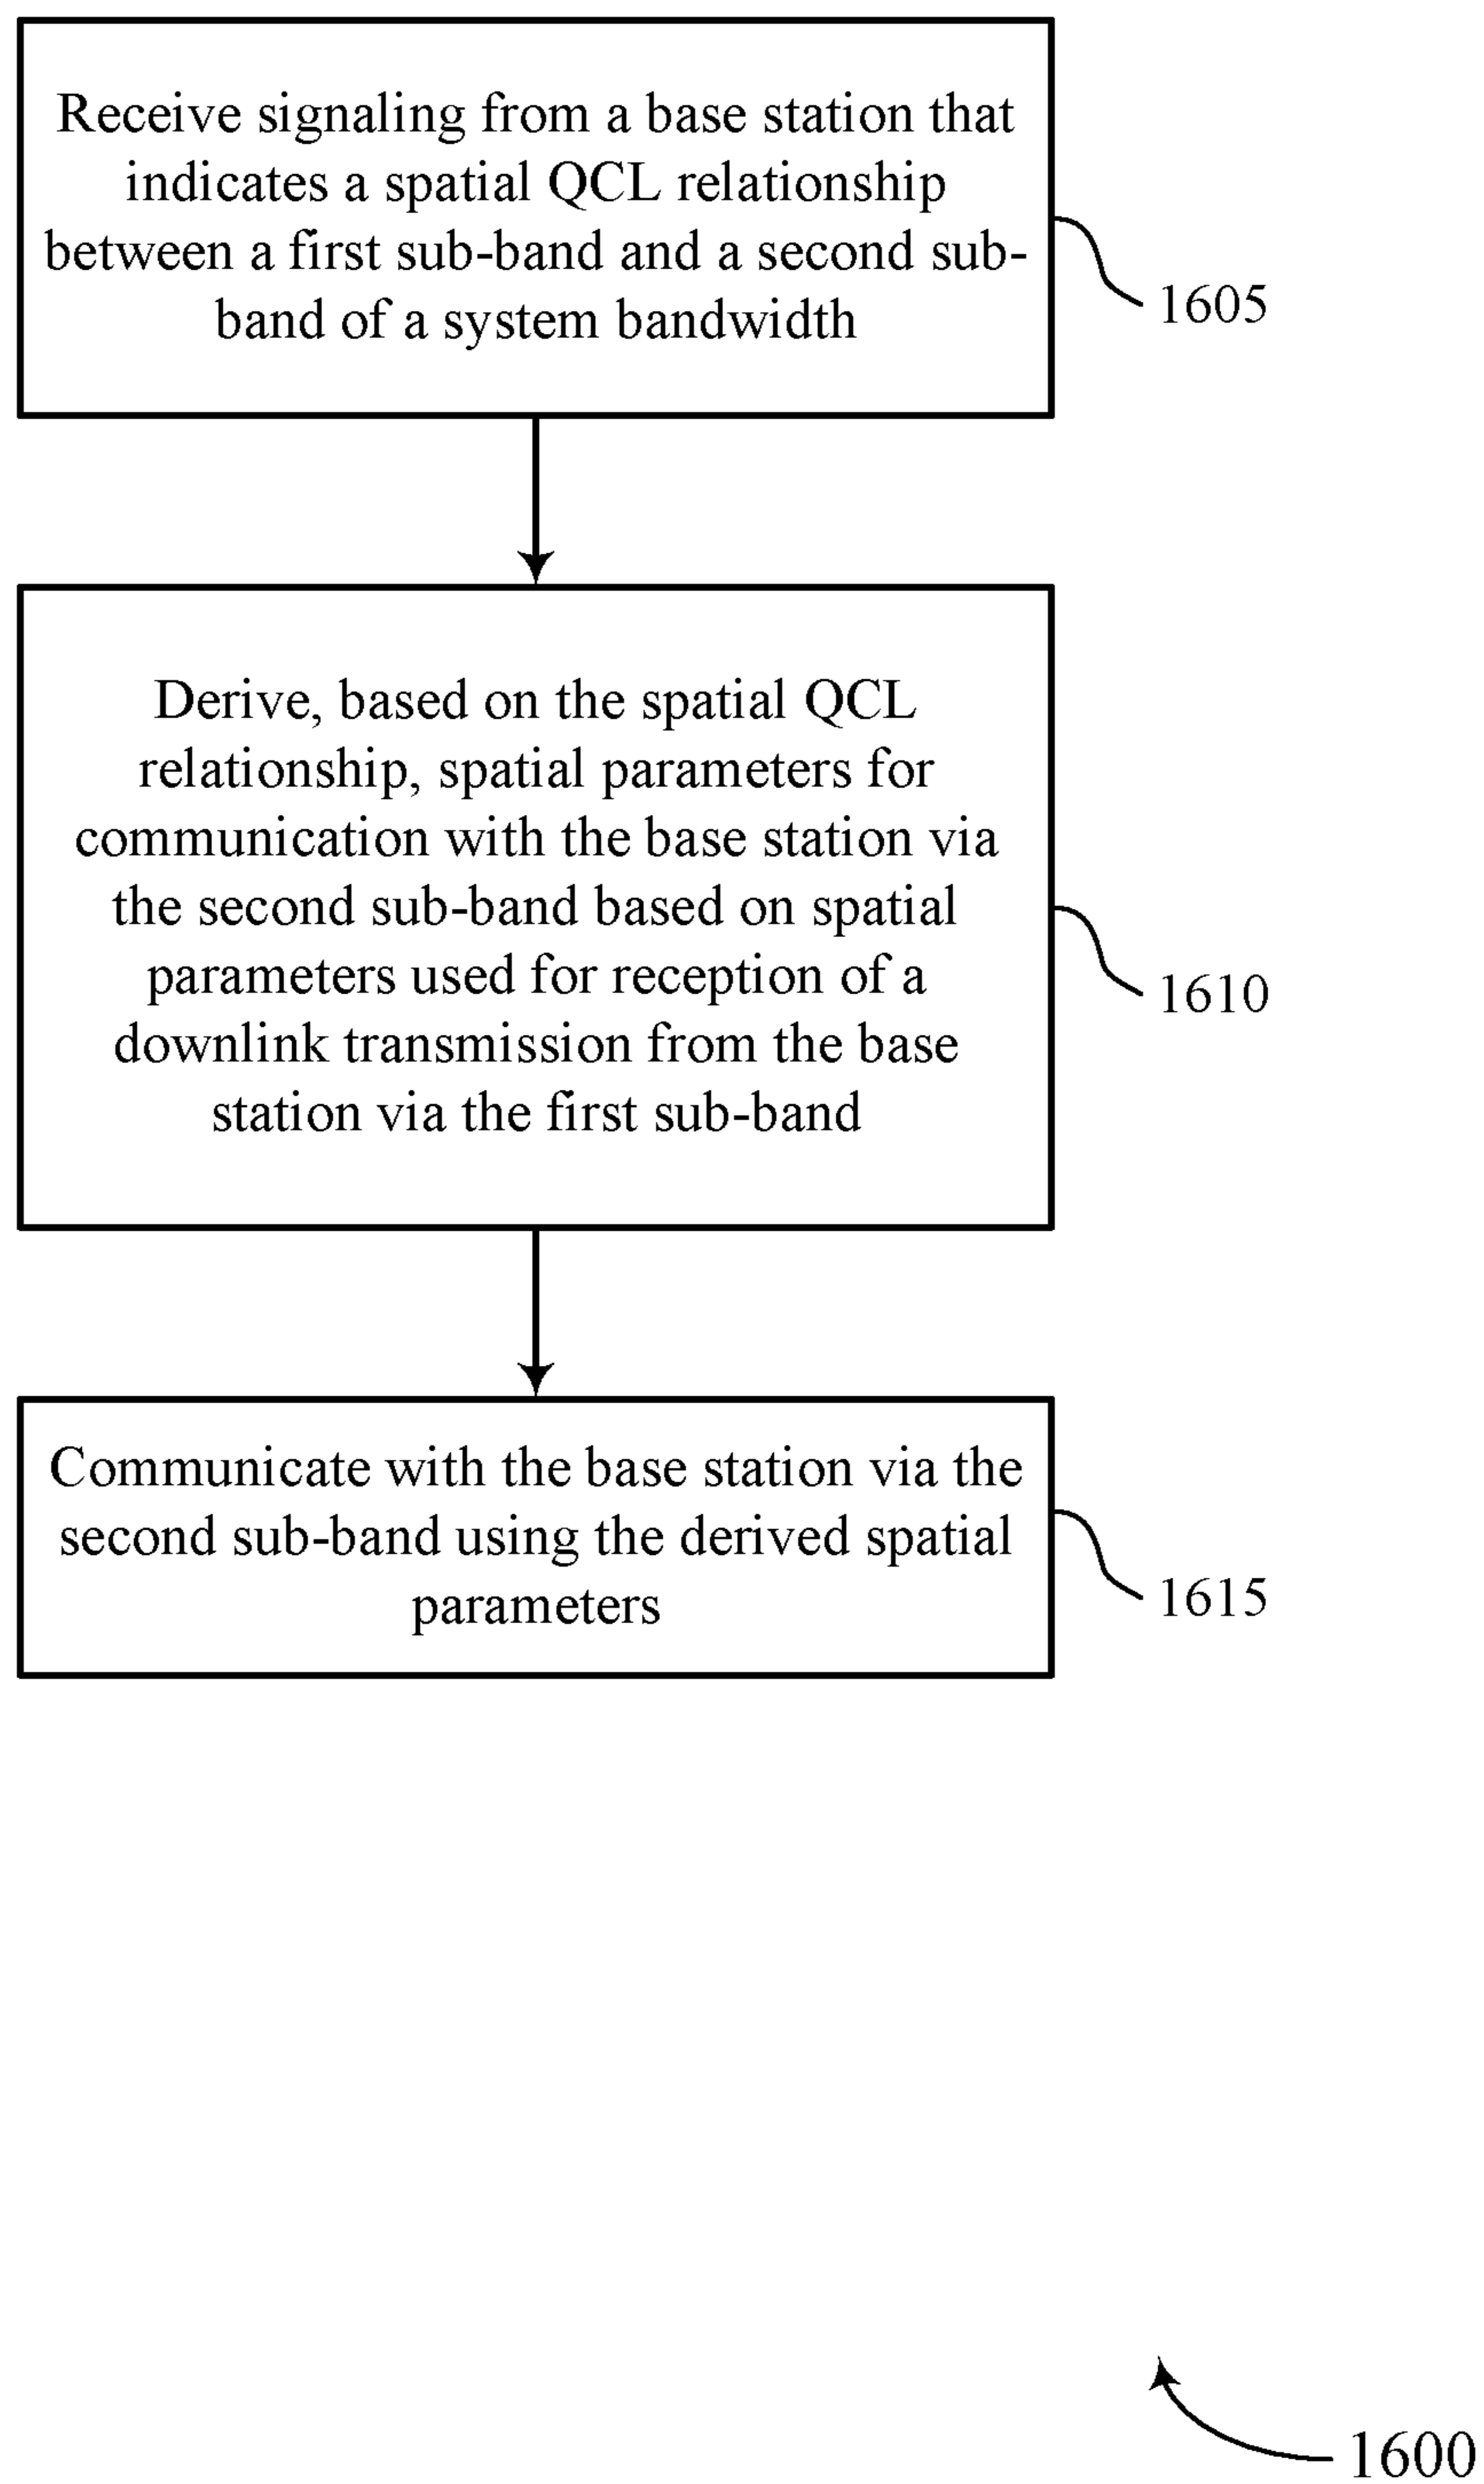 Receive signaling from a base station that
indicates a spatial QCL relationship
between a first sub-band and a second sub-
band of a system bandwidth
1605
Derive, based on the spatial QCL
relationship, spatial parameters for
communication with the base station via
the second sub-band based on spatial
parameters used for reception of a
downlink transmission from the base
station via the first sub-band
1610
Communicate with the base station via the
second sub-band using the derived spatial
parameters
1615
1600